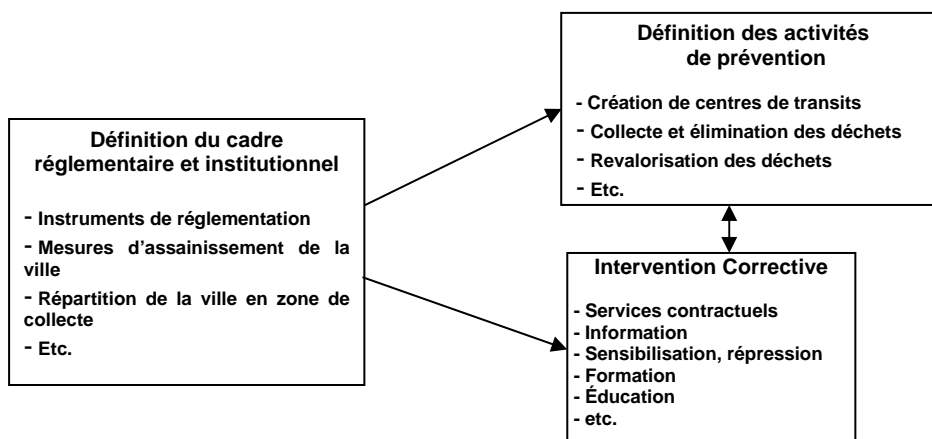 Définition du cadre
réglementaire et institutionnel
- Instruments de réglementation
- Mesures d'assainissement de la
ville
- Répartition de la ville en zone de
collecte
- Etc.
Définition des activités
de prévention
- Création de centres de transits
- Collecte et élimination des déchets
- Revalorisation des déchets
- Etc.
Intervention Corrective
- Services contractuels
- Information
- Sensibilisation, répression
- Formation
- Éducation
- etc.